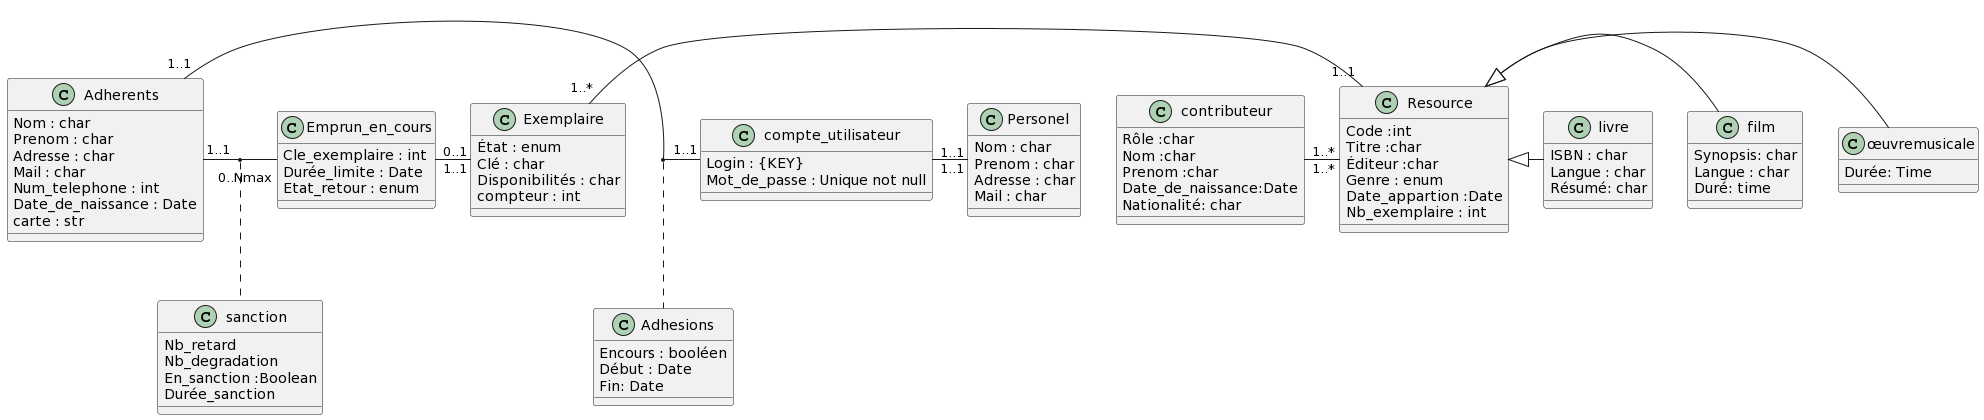 Adherents
Nom : char
Prenom : char
Adresse : char
Mail : char
Num_telephone : int
Date_de_naissance : Date
carte : str
1..1
1..1
0..Nmax
Emprun_en_cours
Cle_exemplaire : int
Durée_limite : Date
Etat_retour : enum
0..1
1..1
Exemplaire
État : enum
Clé : char
Disponibilités : char
compteur : int
1..*
1..1
compte_utilisateur
Login : {KEY}
Mot_de_passe : Unique not null
1..1
1..1
Personel
Nom : char
Prenom : char
Adresse : char
Mail : char
contributeur
Rôle :char
Nom :char
Prenom :char
Date_de_naissance:Date
Nationalité: char
1..*
1..*
1..1
Resource
Code :int
Titre :char
Éditeur :char
Genre : enum
Date_appartion :Date
Nb_exemplaire : int
livre
ISBN : char
Langue : char
Résumé: char
film
Synopsis: char
Langue : char
Duré: time
œuvremusicale
Durée: Time
sanction
Nb_retard
Nb_degradation
En_sanction :Boolean
Durée_sanction
Adhesions
Encours : booléen
Début : Date
Fin: Date